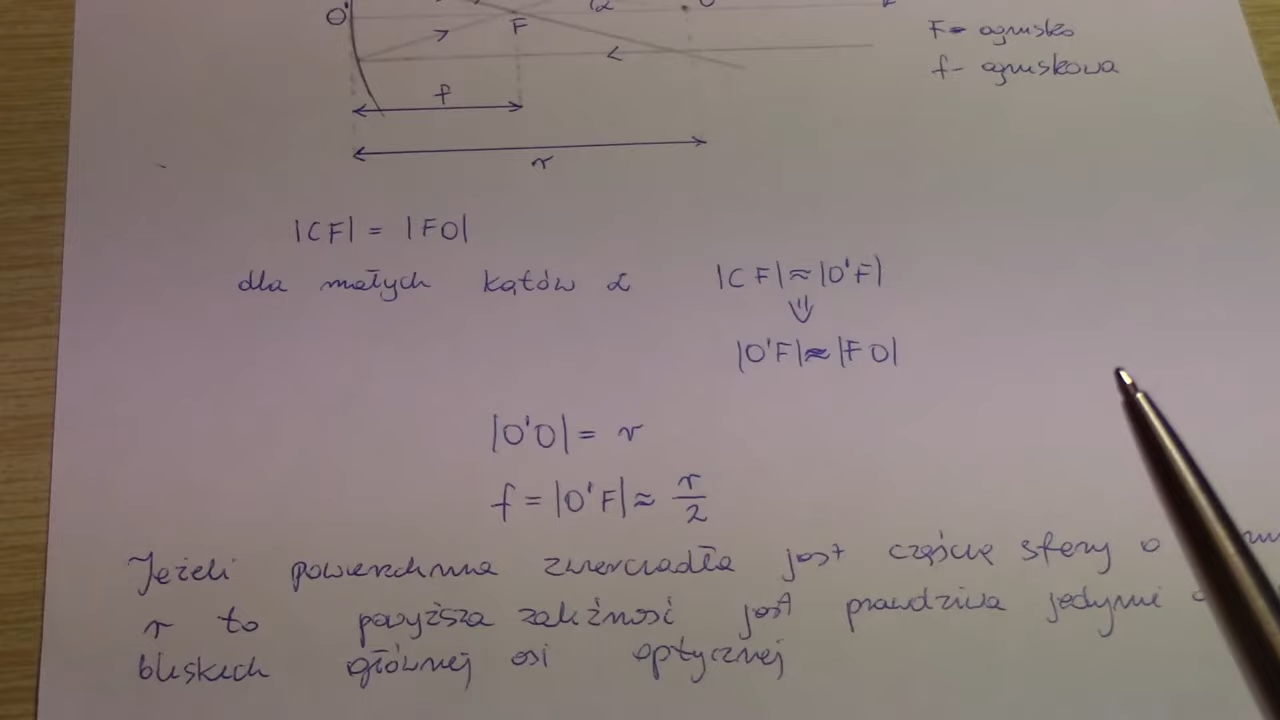 O'
F
α
F - ognisko
f - ogniskowa
f
r
|CF| = |FO|
dla małych kątów α |CF| ≈ |O'F|
⇓
|O'F| ≈ |FO|
|O'O| = r
f = |O'F| ≈ r/2
Jeżeli powierzchnia zwierciadła jest częścią sfery o
r to powyższa zależność jest prawdziwa jedynie
bliskich głównej osi optycznej